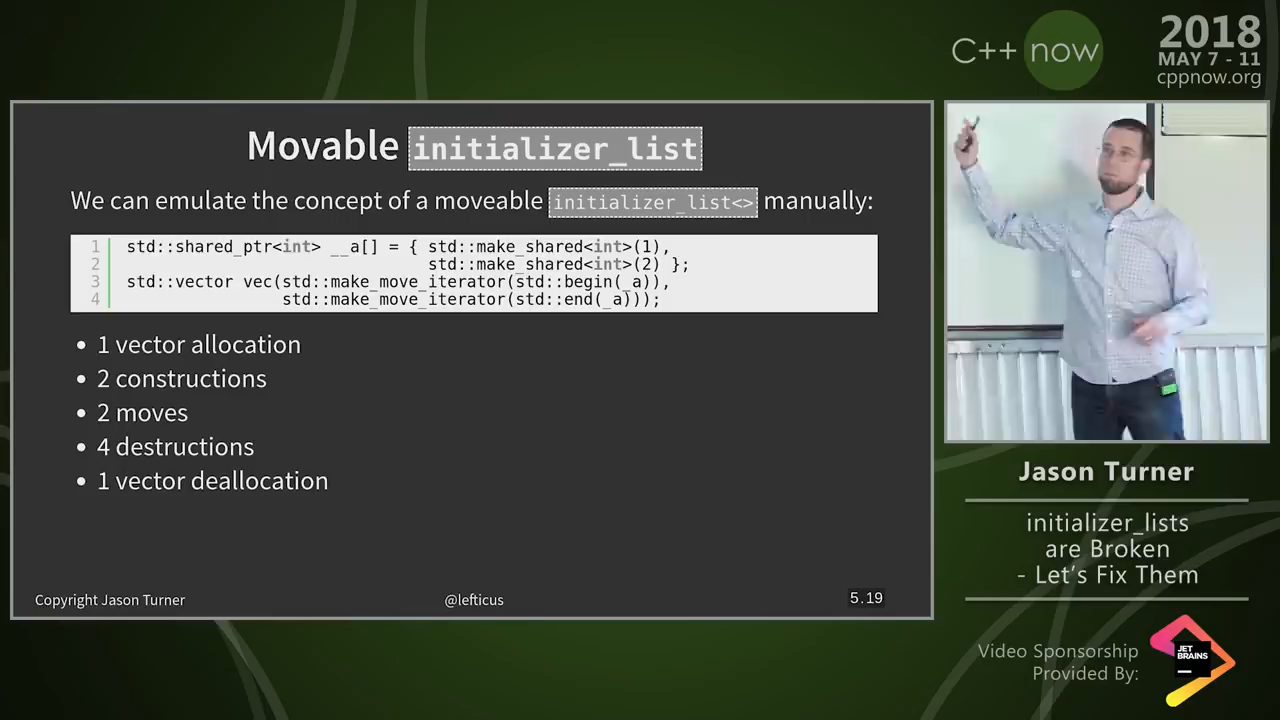 C++ now
2018
MAY 7 - 11
cppnow.org
Movable initializer_list
We can emulate the concept of a moveable initializer_list<> manually:
1 std::shared_ptr<int> __a[] = { std::make_shared<int>(1),
2 std::make_shared<int>(2) };
3 std::vector vec(std::make_move_iterator(std::begin(_a)),
4 std::make_move_iterator(std::end(_a)));
• 1 vector allocation
• 2 constructions
• 2 moves
• 4 destructions
• 1 vector deallocation
Copyright Jason Turner
@lefticus
5.19
Jason Turner
initializer_lists
are Broken
- Let's Fix Them
Video Sponsorship
Provided By:
JET
BRAINS